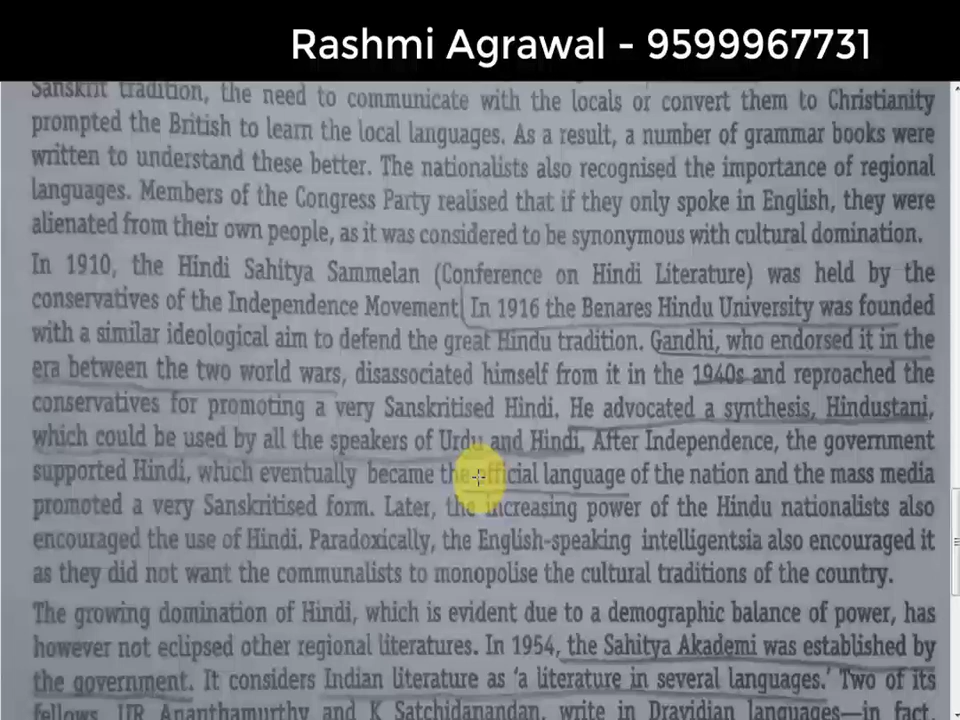 Rashmi Agrawal - 9599967731
Sanskrit tradition, the need to communicate with the locals or convert them to Christianity
prompted the British to learn the local languages. As a result, a number of grammar books were
written to understand these better. The nationalists also recognised the importance of regional
languages. Members of the Congress Party realised that if they only spoke in English, they were
alienated from their own people, as it was considered to be synonymous with cultural domination.
In 1910, the Hindi Sahitya Sammelan (Conference on Hindi Literature) was held by the
conservatives of the Independence Movement. In 1916 the Benares Hindu University was founded
with a similar ideological aim to defend the great Hindu tradition. Gandhi, who endorsed it in the
era between the two world wars, disassociated himself from it in the 1940s and reproached the
conservatives for promoting a very Sanskritised Hindi. He advocated a synthesis, Hindustani,
which could be used by all the speakers of Urdu and Hindi. After Independence, the government
supported Hindi, which eventually became the official language of the nation and the mass media
promoted a very Sanskritised form. Later, the increasing power of the Hindu nationalists also
encouraged the use of Hindi. Paradoxically, the English-speaking intelligentsia also encouraged it
as they did not want the communalists to monopolise the cultural traditions of the country.
The growing domination of Hindi, which is evident due to a demographic balance of power, has
however not eclipsed other regional literatures. In 1954, the Sahitya Akademi was established by
the government. It considers Indian literature as 'a literature in several languages.' Two of its
fellows, UR Ananthamurthy and K Satchidanandan, write in Dravidian languages—in fact,